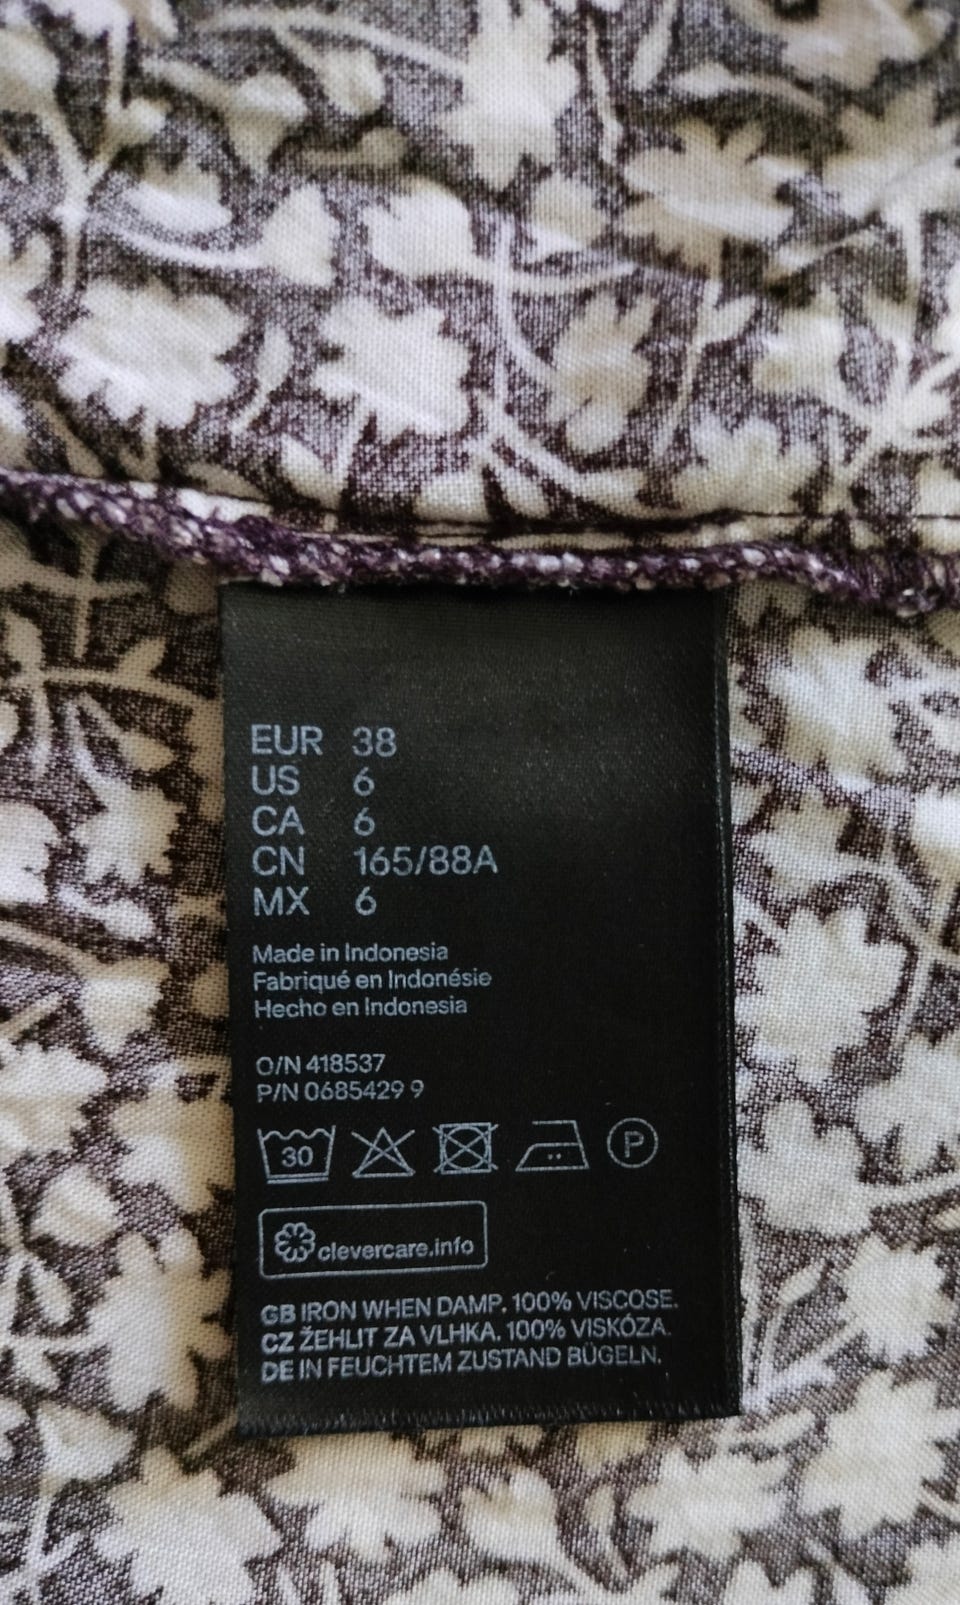 EUR 38
US 6
CA 6
CN 165/88A
MX 6
Made in Indonesia
Fabriqué en Indonésie
Hecho en Indonesia
O/N 418537
P/N 0685429 9
30 P
clevercare.info
GB IRON WHEN DAMP. 100% VISCOSE.
CZ ŽEHLIT ZA VLHKA. 100% VISKÓZA.
DE IN FEUCHTEM ZUSTAND BÜGELN.